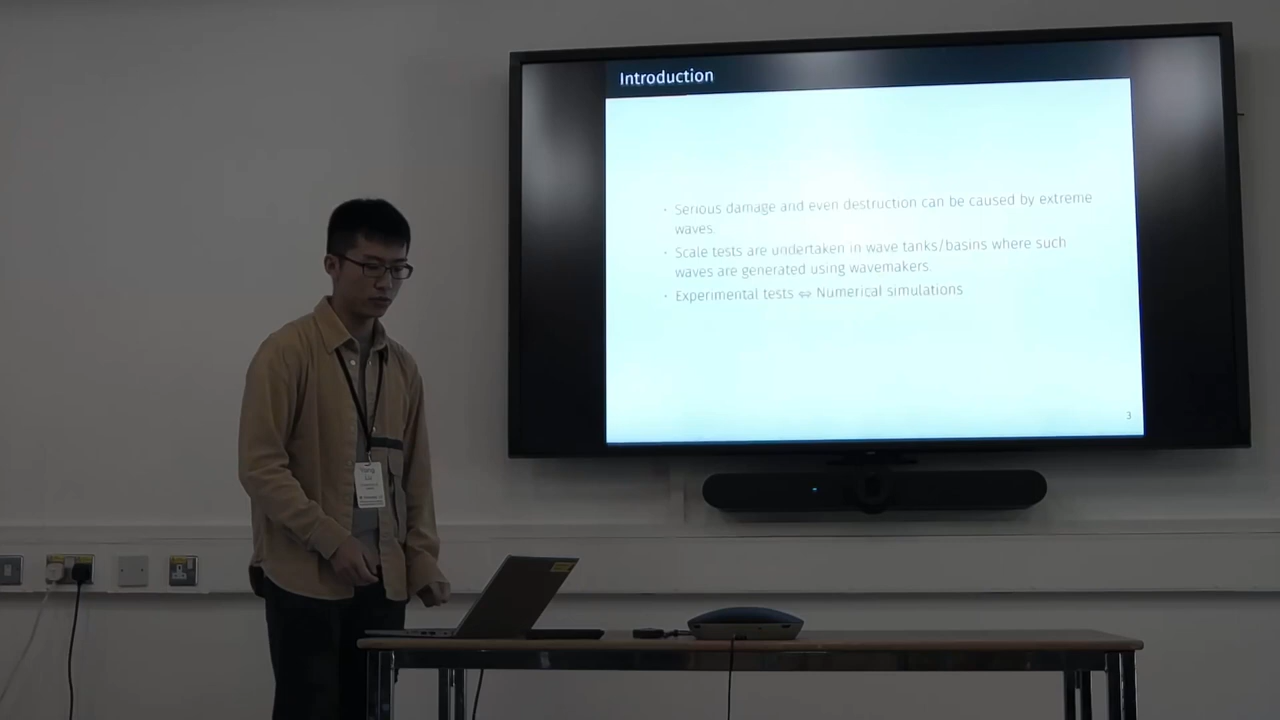 Introduction
· Serious damage and even destruction can be caused by extreme
waves.
· Scale tests are undertaken in wave tanks/basins where such
waves are generated using wavemakers.
· Experimental tests ⇔ Numerical simulations
3
Yang